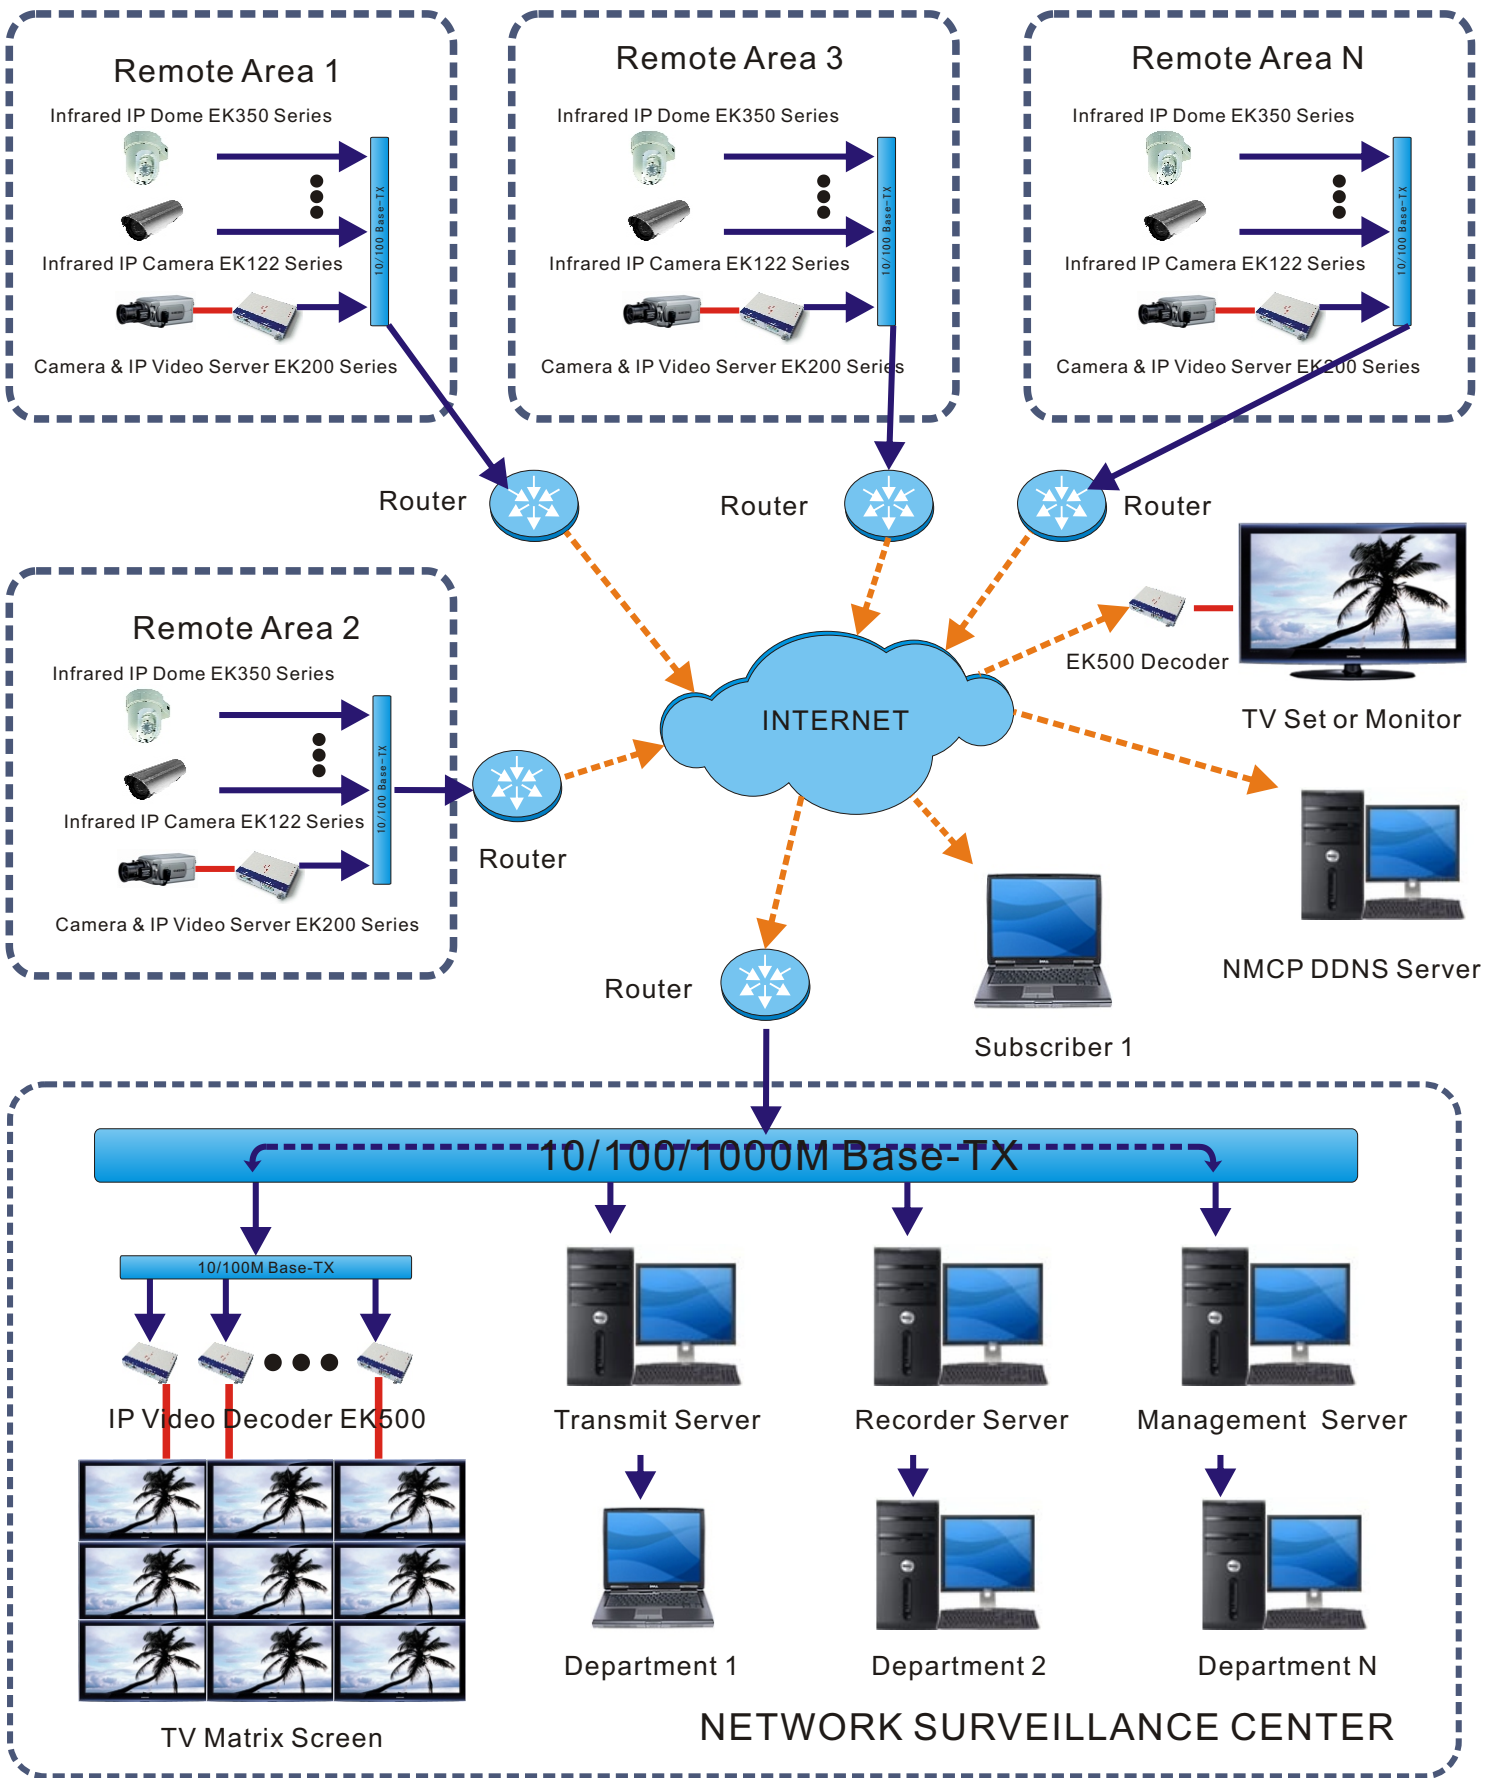 Remote Area 1
Infrared IP Dome EK350 Series
10/100 Base-TX
Infrared IP Camera EK122 Series
Camera & IP Video Server EK200 Series
Remote Area 3
Infrared IP Dome EK350 Series
10/100 Base-TX
Infrared IP Camera EK122 Series
Camera & IP Video Server EK200 Series
Remote Area N
Infrared IP Dome EK350 Series
10/100 Base-TX
Infrared IP Camera EK122 Series
Camera & IP Video Server EK200 Series
Router
Router
Router
Remote Area 2
Infrared IP Dome EK350 Series
10/100 Base-TX
Infrared IP Camera EK122 Series
Camera & IP Video Server EK200 Series
Router
INTERNET
EK500 Decoder
TV Set or Monitor
NMCP DDNS Server
Subscriber 1
Router
10/100/1000M Base-TX
10/100M Base-TX
IP Video Decoder EK500
Transmit Server
Recorder Server
Management Server
Department 1
Department 2
Department N
TV Matrix Screen
NETWORK SURVEILLANCE CENTER